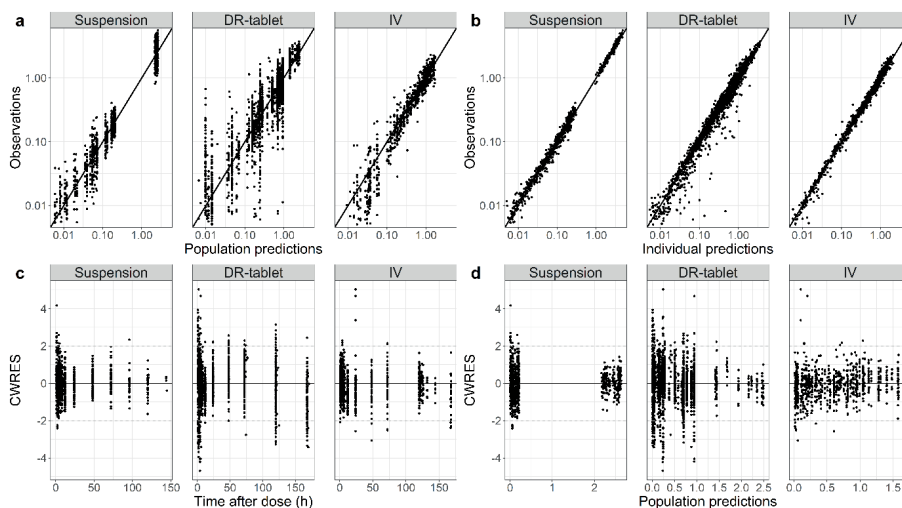 a
Suspension DR-tablet IV
Observations
1.00
0.10
0.01
0.01 0.10 1.00 0.01 0.10 1.00 0.01 0.10 1.00
Population predictions
b
Suspension DR-tablet IV
Observations
1.00
0.10
0.01
0.01 0.10 1.00 0.01 0.10 1.00 0.01 0.10 1.00
Individual predictions
c
Suspension DR-tablet IV
CWRES
4
2
0
-2
-4
0 50 100 150 0 50 100 150 0 50 100 150
Time after dose (h)
d
Suspension DR-tablet IV
CWRES
4
2
0
-2
-4
0 1 2 0.0 0.5 1.0 1.5 2.0 2.5 0.0 0.5 1.0 1.5
Population predictions